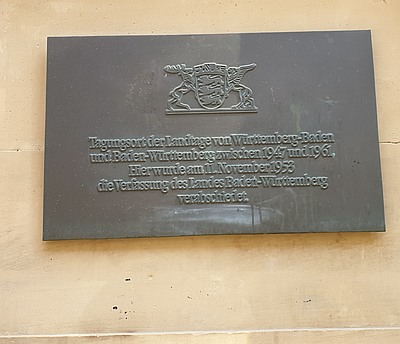 Tagungsort der Landtage von Württemberg-Baden
und Baden-Württemberg zwischen 1947 und 1961.
Hier wurde am 11. November 1953
die Verfassung des Landes Baden-Württemberg
verabschiedet.